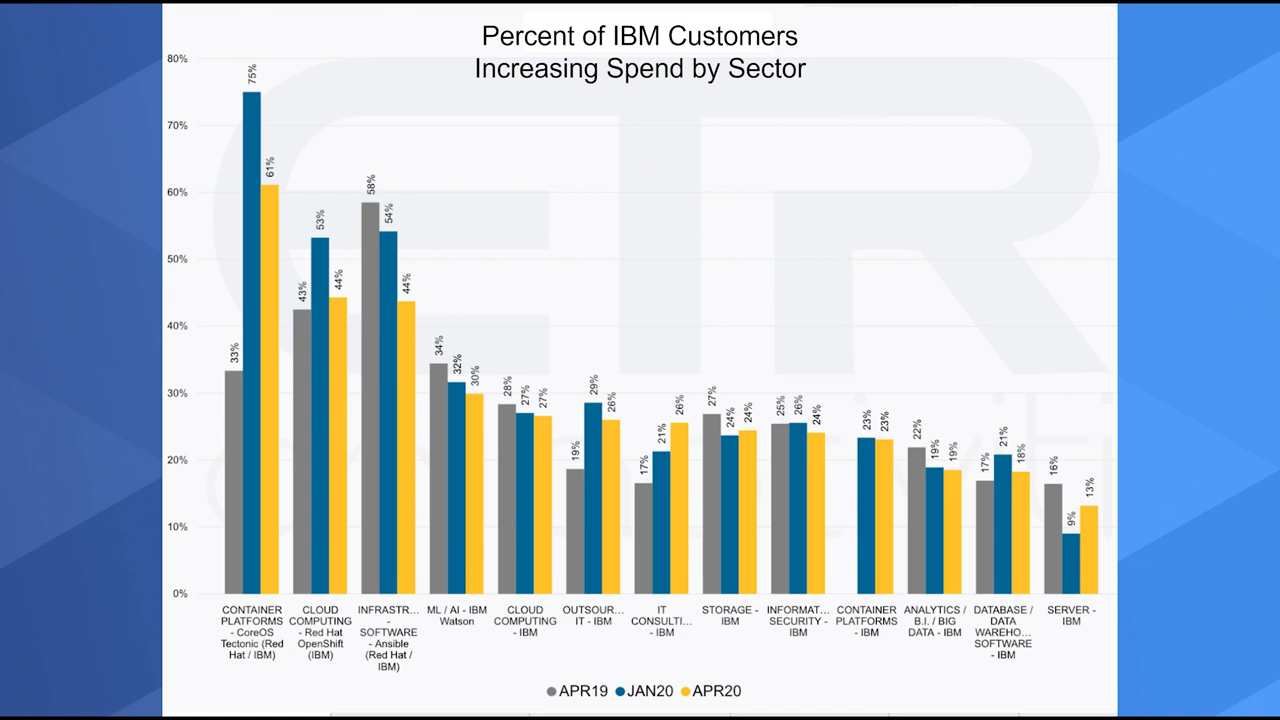 Percent of IBM Customers
Increasing Spend by Sector
80%
70%
60%
50%
40%
30%
20%
10%
0%
33% 75% 61%
43% 53% 44%
58% 54% 44%
34% 32% 30%
28% 27% 27%
19% 29% 26%
17% 21% 26%
27% 24% 24%
25% 26% 24%
23% 23%
22% 19% 19%
17% 21% 18%
16% 9% 13%
CONTAINER
PLATFORMS
- CoreOS
Tectonic (Red
Hat / IBM)
CLOUD
COMPUTING
- Red Hat
OpenShift
(IBM)
INFRASTR...
-
SOFTWARE
- Ansible
(Red Hat /
IBM)
ML / AI - IBM
Watson
CLOUD
COMPUTING
- IBM
OUTSOUR...
IT - IBM
IT
CONSULTI...
- IBM
STORAGE -
IBM
INFORMAT...
SECURITY -
IBM
CONTAINER
PLATFORMS
- IBM
ANALYTICS /
B.I. / BIG
DATA - IBM
DATABASE /
DATA
WAREHO...
SOFTWARE
- IBM
SERVER -
IBM
APR19 JAN20 APR20
ETR